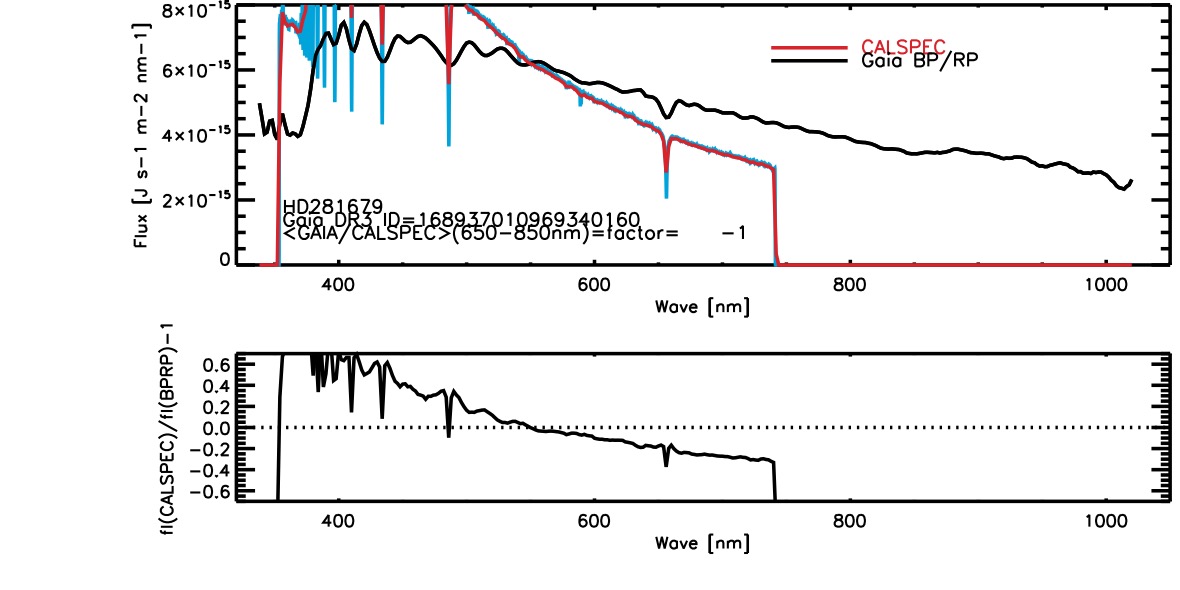 8×10−15
6×10−15
4×10−15
2×10−15
0
Flux [J s−1 m−2 nm−1]
CALSPEC
Gaia BP/RP
HD281679
Gaia DR3 ID=168937010969340160
<GAIA/CALSPEC>(650−850nm)=factor= −1
400 600 800 1000
Wave [nm]
fl(CALSPEC)/fl(BPRP)−1
0.6
0.4
0.2
0.0
−0.2
−0.4
−0.6
400 600 800 1000
Wave [nm]